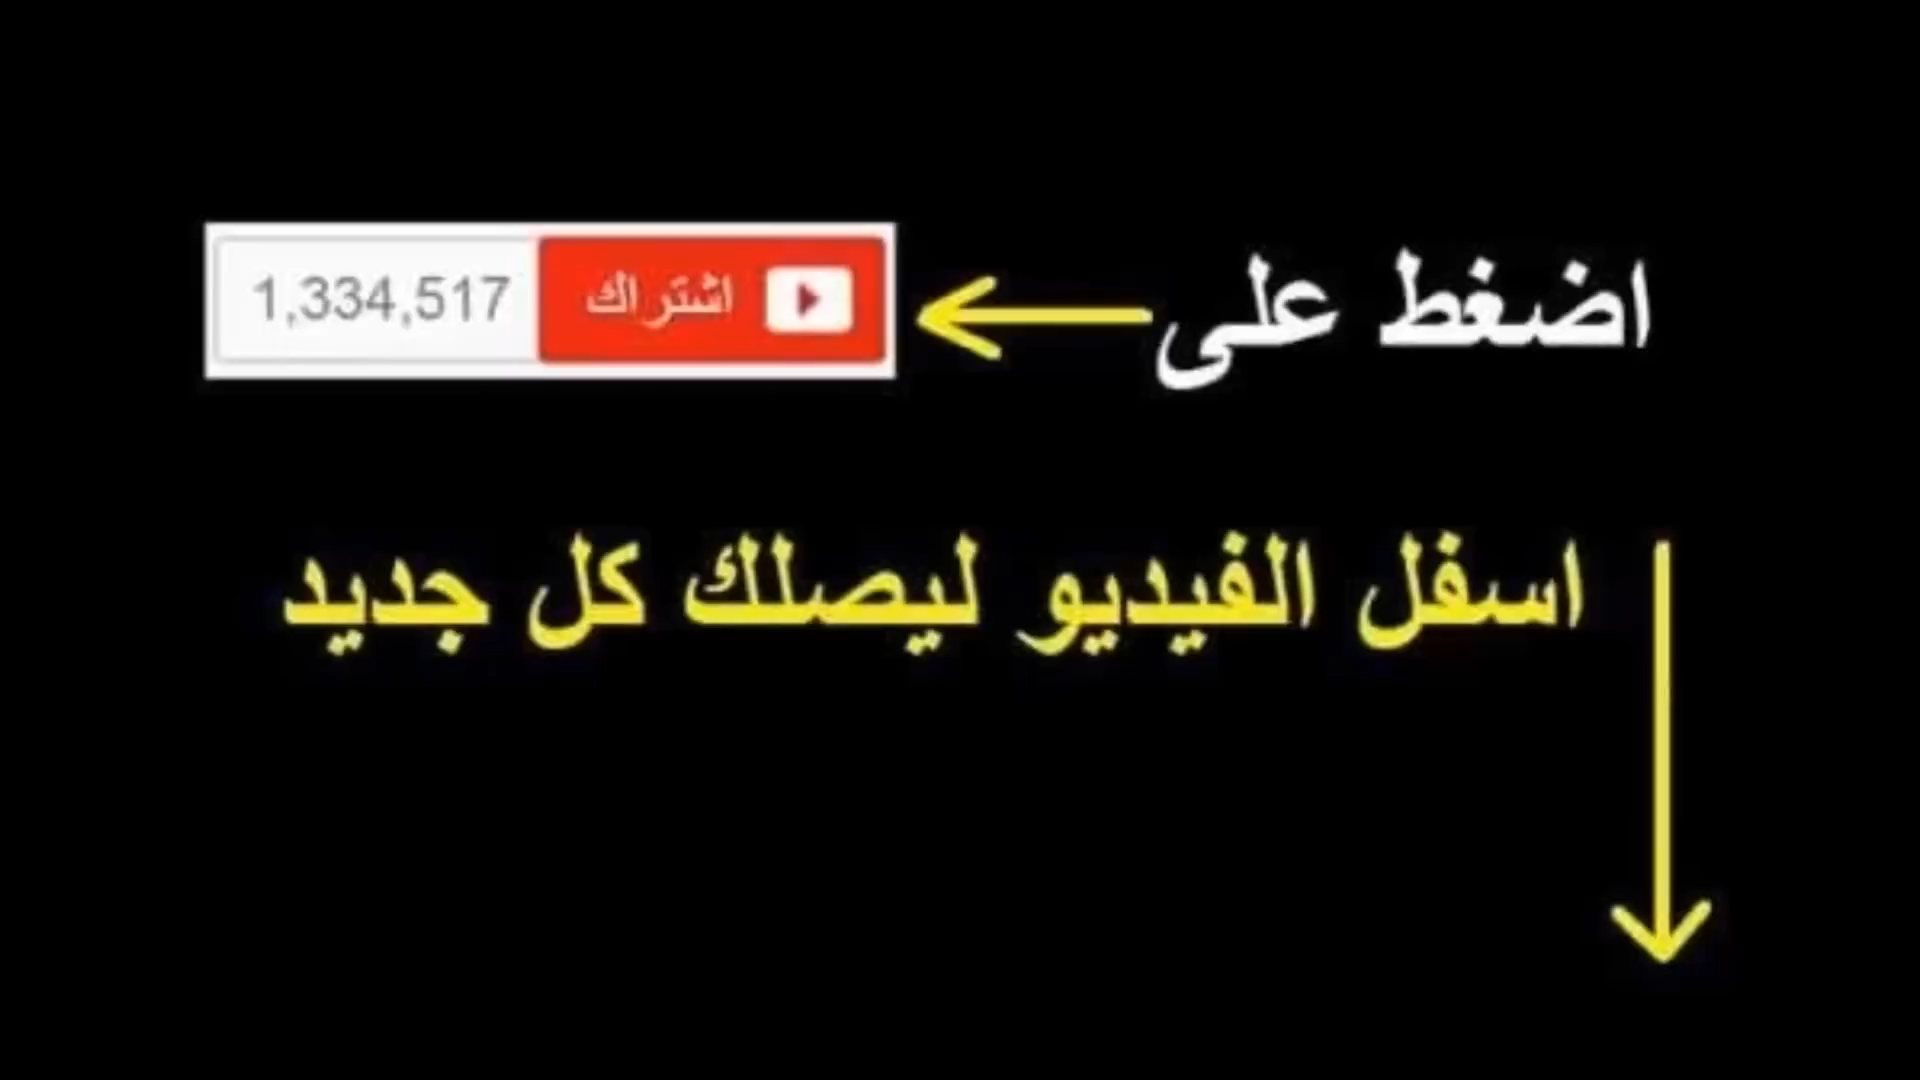 اضغط على اشتراك 1,334,517
اسفل الفيديو ليصلك كل جديد